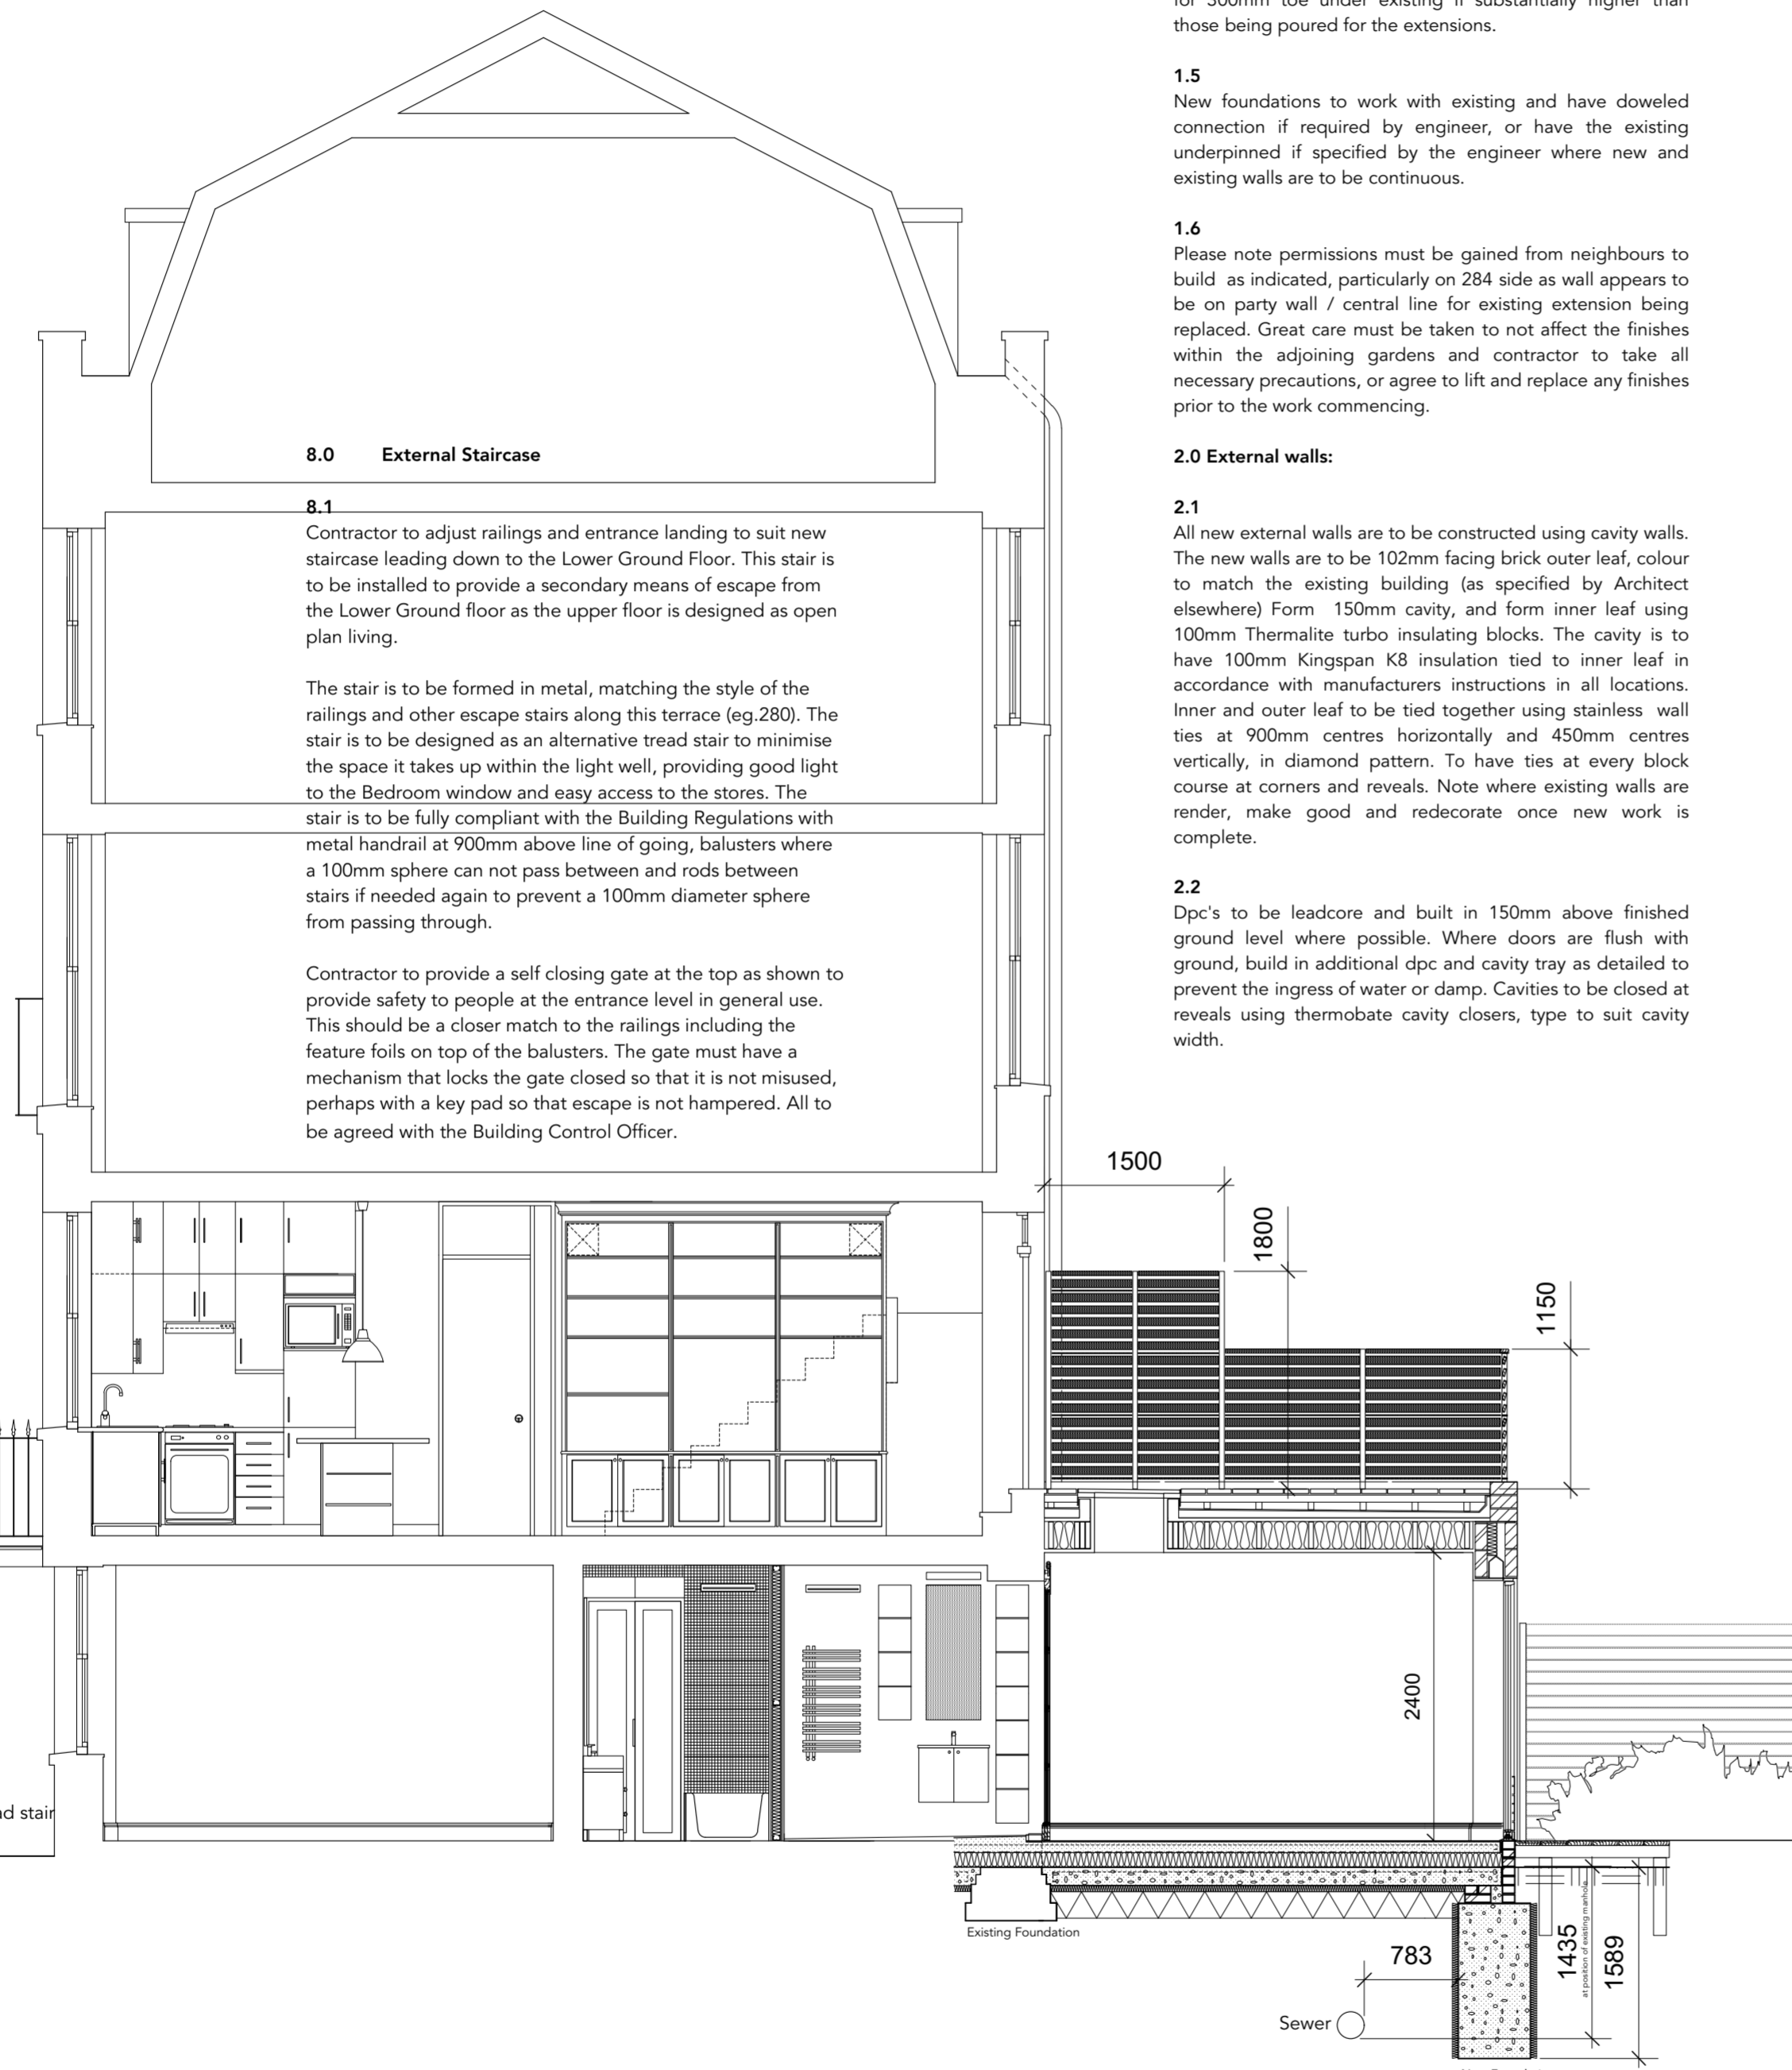 for 300mm toe under existing if substantially higher than
those being poured for the extensions.
1.5
New foundations to work with existing and have doweled
connection if required by engineer, or have the existing
underpinned if specified by the engineer where new and
existing walls are to be continuous.
1.6
Please note permissions must be gained from neighbours to
build as indicated, particularly on 284 side as wall appears to
be on party wall / central line for existing extension being
replaced. Great care must be taken to not affect the finishes
within the adjoining gardens and contractor to take all
necessary precautions, or agree to lift and replace any finishes
prior to the work commencing.
2.0 External walls:
2.1
All new external walls are to be constructed using cavity walls.
The new walls are to be 102mm facing brick outer leaf, colour
to match the existing building (as specified by Architect
elsewhere) Form 150mm cavity, and form inner leaf using
100mm Thermalite turbo insulating blocks. The cavity is to
have 100mm Kingspan K8 insulation tied to inner leaf in
accordance with manufacturers instructions in all locations.
Inner and outer leaf to be tied together using stainless wall
ties at 900mm centres horizontally and 450mm centres
vertically, in diamond pattern. To have ties at every block
course at corners and reveals. Note where existing walls are
render, make good and redecorate once new work is
complete.
2.2
Dpc's to be leadcore and built in 150mm above finished
ground level where possible. Where doors are flush with
ground, build in additional dpc and cavity tray as detailed to
prevent the ingress of water or damp. Cavities to be closed at
reveals using thermobate cavity closers, type to suit cavity
width.
8.0 External Staircase
8.1
Contractor to adjust railings and entrance landing to suit new
staircase leading down to the Lower Ground Floor. This stair is
to be installed to provide a secondary means of escape from
the Lower Ground floor as the upper floor is designed as open
plan living.
The stair is to be formed in metal, matching the style of the
railings and other escape stairs along this terrace (eg.280). The
stair is to be designed as an alternative tread stair to minimise
the space it takes up within the light well, providing good light
to the Bedroom window and easy access to the stores. The
stair is to be fully compliant with the Building Regulations with
metal handrail at 900mm above line of going, balusters where
a 100mm sphere can not pass between and rods between
stairs if needed again to prevent a 100mm diameter sphere
from passing through.
Contractor to provide a self closing gate at the top as shown to
provide safety to people at the entrance level in general use.
This should be a closer match to the railings including the
feature foils on top of the balusters. The gate must have a
mechanism that locks the gate closed so that it is not misused,
perhaps with a key pad so that escape is not hampered. All to
be agreed with the Building Control Officer.
1500
1800
1150
2400
stair
Existing Foundation
783
1435
at position of existing manhole
1589
Sewer